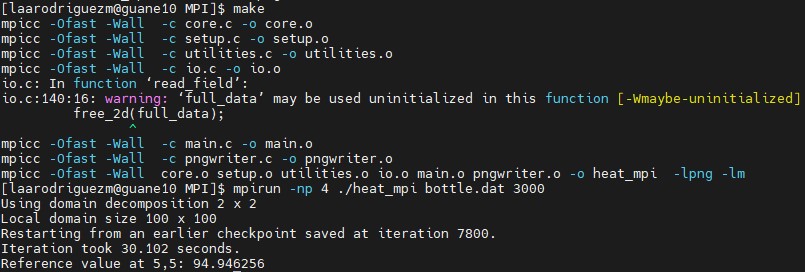 [laarodriguezm@guane10 MPI]$ make
mpicc -Ofast -Wall  -c core.c -o core.o
mpicc -Ofast -Wall  -c setup.c -o setup.o
mpicc -Ofast -Wall  -c utilities.c -o utilities.o
mpicc -Ofast -Wall  -c io.c -o io.o
io.c: In function ‘read_field’:
io.c:140:16: warning: ‘full_data’ may be used uninitialized in this function [-Wmaybe-uninitialized]
         free_2d(full_data);
                ^
mpicc -Ofast -Wall  -c main.c -o main.o
mpicc -Ofast -Wall  -c pngwriter.c -o pngwriter.o
mpicc -Ofast -Wall  core.o setup.o utilities.o io.o main.o pngwriter.o -o heat_mpi  -lpng -lm
[laarodriguezm@guane10 MPI]$ mpirun -np 4 ./heat_mpi bottle.dat 3000
Using domain decomposition 2 x 2
Local domain size 100 x 100
Restarting from an earlier checkpoint saved at iteration 7800.
Iteration took 30.102 seconds.
Reference value at 5,5: 94.946256